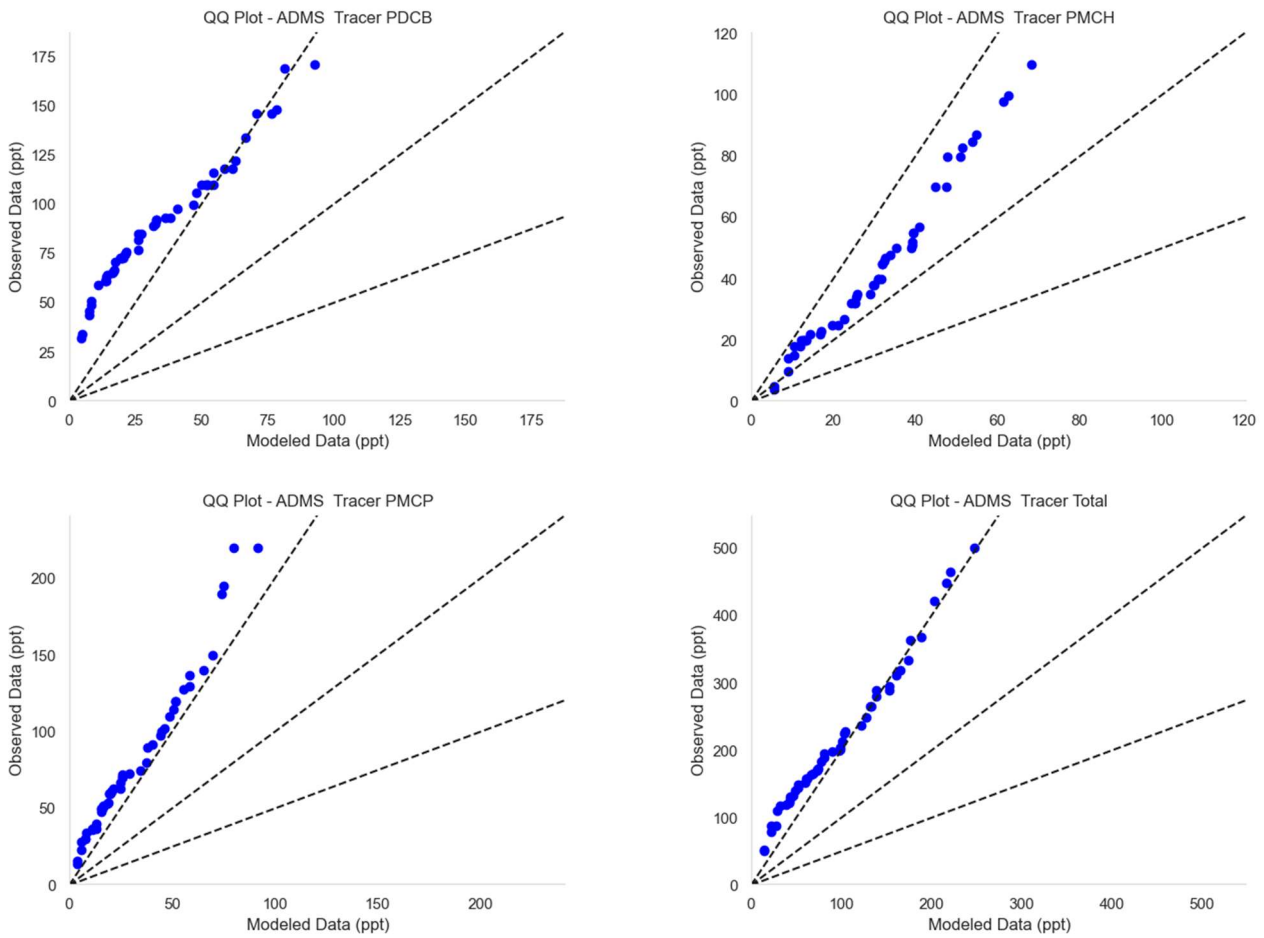 QQ Plot - ADMS  Tracer PDCB
175
150
125
100
75
50
25
0
Observed Data (ppt)
0 25 50 75 100 125 150 175
Modeled Data (ppt)
QQ Plot - ADMS  Tracer PMCH
120
100
80
60
40
20
0
Observed Data (ppt)
0 20 40 60 80 100 120
Modeled Data (ppt)
QQ Plot - ADMS  Tracer PMCP
200
150
100
50
0
Observed Data (ppt)
0 50 100 150 200
Modeled Data (ppt)
QQ Plot - ADMS  Tracer Total
500
400
300
200
100
0
Observed Data (ppt)
0 100 200 300 400 500
Modeled Data (ppt)